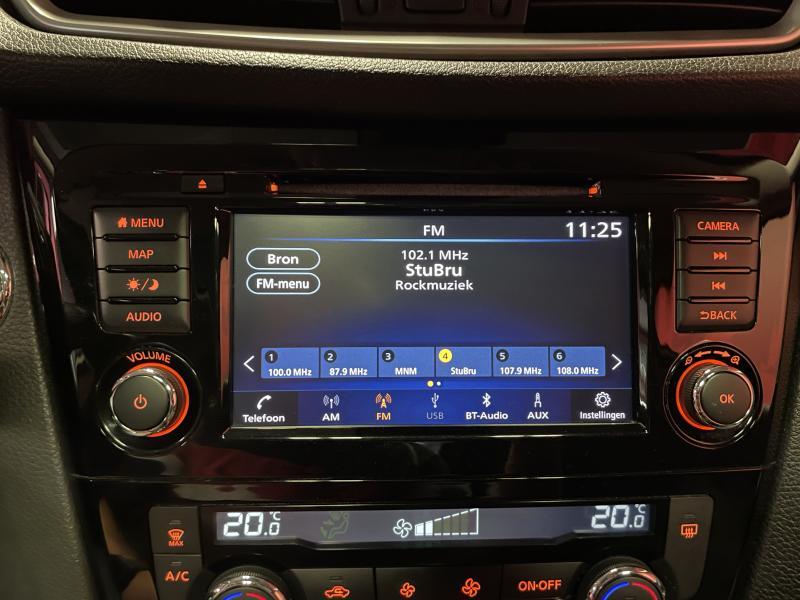 FM
11:25
MENU
MAP
AUDIO
VOLUME
CAMERA
BACK
OK
Bron
FM-menu
102.1 MHz
StuBru
Rockmuziek
1 2 3 4 5 6
100.0 MHz 87.9 MHz MNM StuBru 107.9 MHz 108.0 MHz
Telefoon AM FM USB BT-Audio AUX Instellingen
20.0 °C
20.0 °C
MAX
A/C
ON·OFF